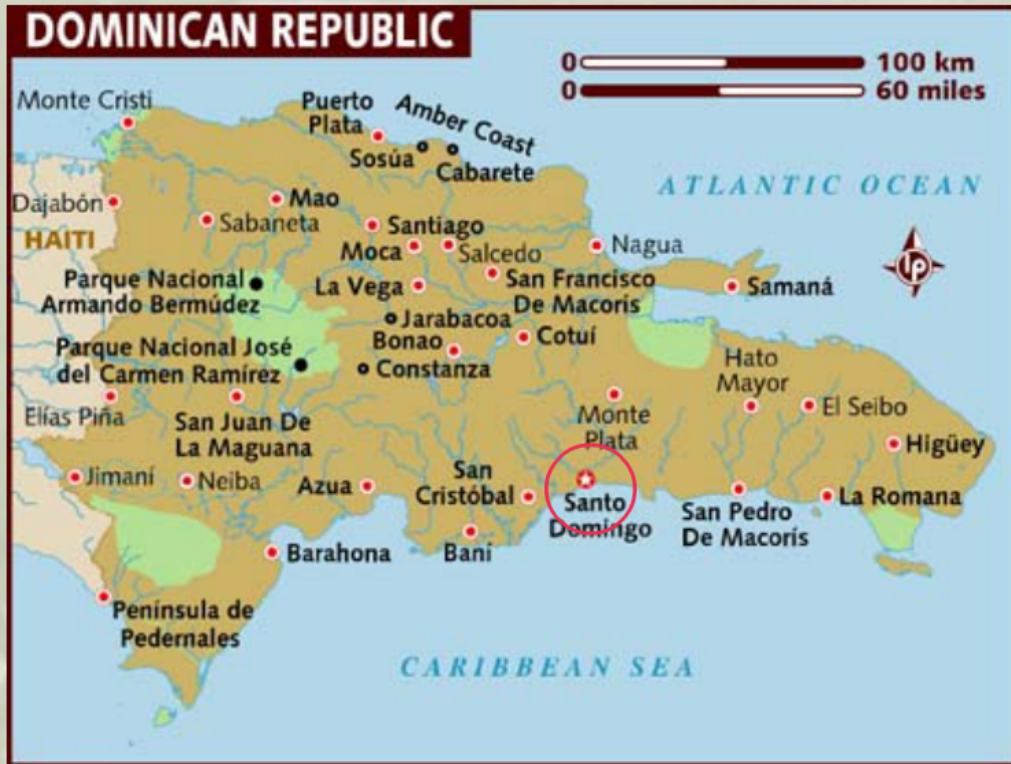 DOMINICAN REPUBLIC
0 100 km
0 60 miles
Monte Cristi
Puerto
Plata
Amber Coast
Sosúa
Cabarete
ATLANTIC OCEAN
Dajabón
Mao
Sabaneta
HAITI
Santiago
Moca
Salcedo
Nagua
Parque Nacional
Armando Bermúdez
La Vega
San Francisco
De Macorís
Samaná
lp
Jarabacoa
Bonao
Cotuí
Parque Nacional José
del Carmen Ramírez
Constanza
Hato
Mayor
Elías Piña
San Juan De
La Maguana
Monte
Plata
El Seibo
Higüey
Jimaní
Neiba
Azua
San
Cristóbal
Santo
Domingo
San Pedro
De Macorís
La Romana
Barahona
Baní
Península de
Pedernales
CARIBBEAN SEA